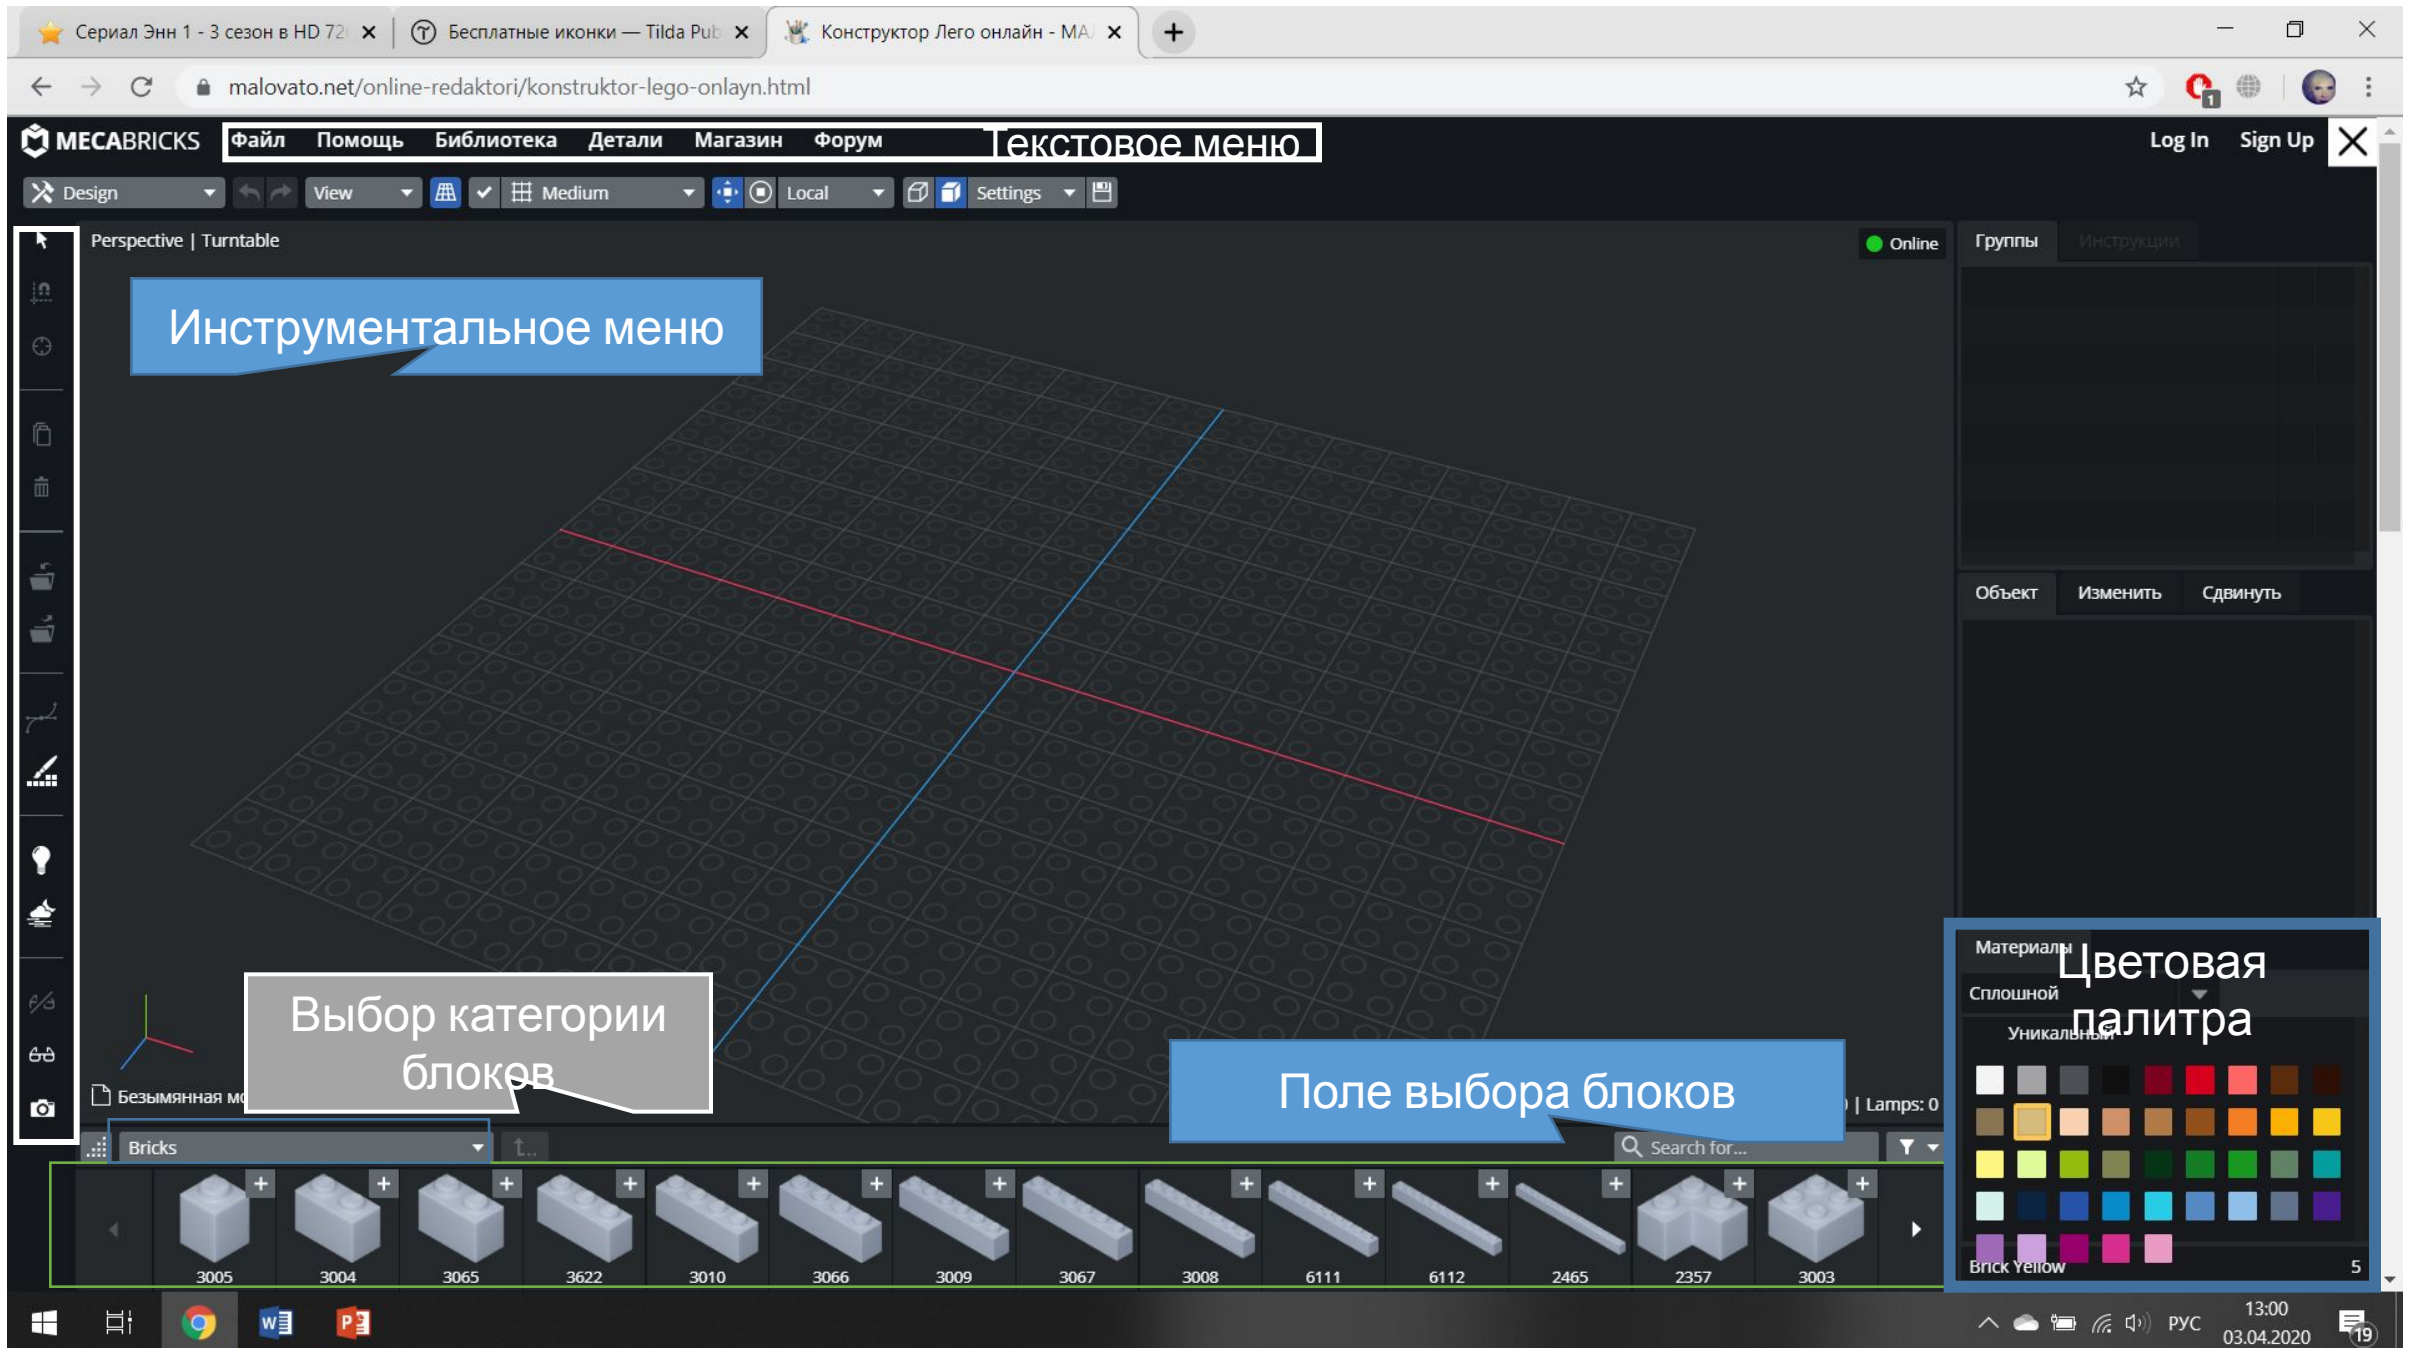 Сериал Энн 1 - 3 сезон в HD 72
Бесплатные иконки — Tilda Pub
Конструктор Лего онлайн - МА
malovato.net/online-redaktori/konstruktor-lego-onlayn.html
1
MECABRICKS Файл Помощь Библиотека Детали Магазин Форум Текстовое меню Log In Sign Up
Design View Medium Local Settings
Perspective | Turntable
Online
Группы Инструкции
Инструментальное меню
Объект Изменить Сдвинуть
Материалы
Цветовая
палитра
Сплошной
Уникальный
Выбор категории
блоков
Поле выбора блоков
Безымянная
| Lamps: 0
Bricks
Search for...
3005 3004 3065 3622 3010 3066 3009 3067 3008 6111 6112 2465 2357 3003
Brick Yellow 5
РУС
13:00
03.04.2020
19